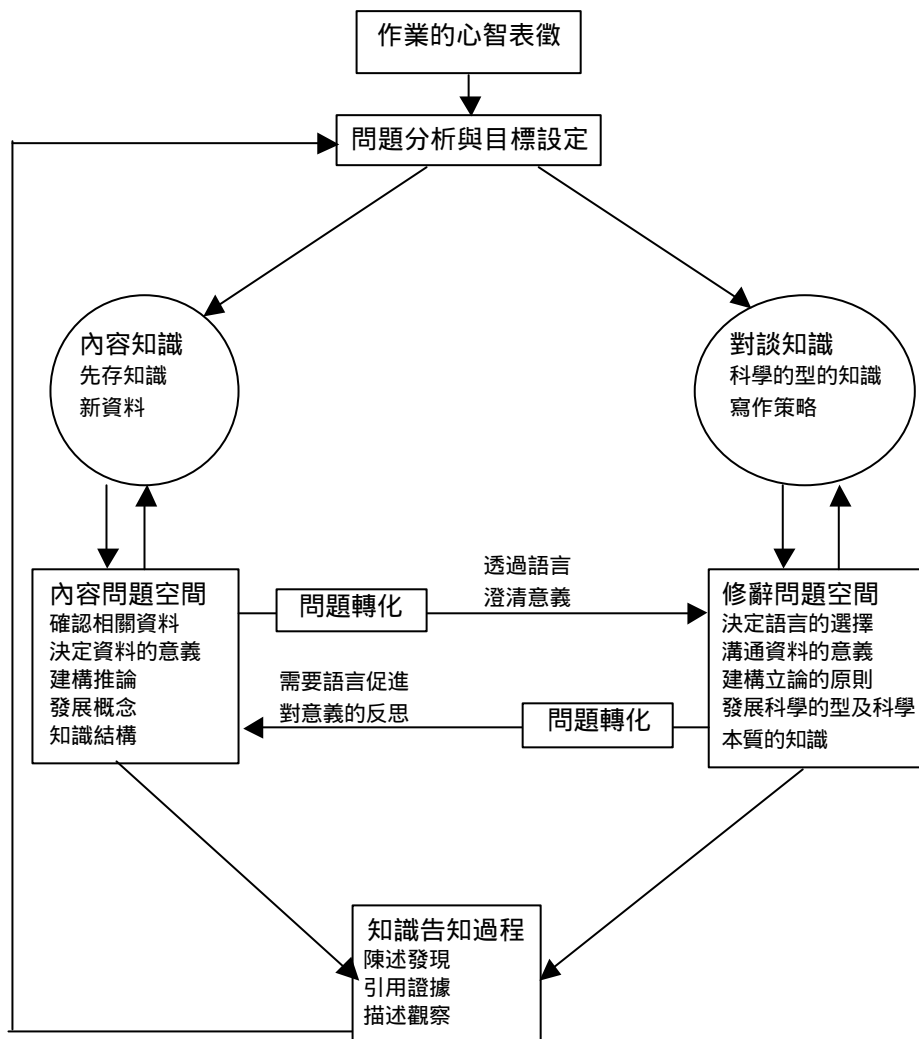 作業的心智表徵
問題分析與目標設定
內容知識
先存知識
新資料
對談知識
科學的型的知識
寫作策略
內容問題空間
確認相關資料
決定資料的意義
建構推論
發展概念
知識結構
問題轉化
透過語言
澄清意義
需要語言促進
對意義的反思
問題轉化
修辭問題空間
決定語言的選擇
溝通資料的意義
建構立論的原則
發展科學的型及科學
本質的知識
知識告知過程
陳述發現
引用證據
描述觀察